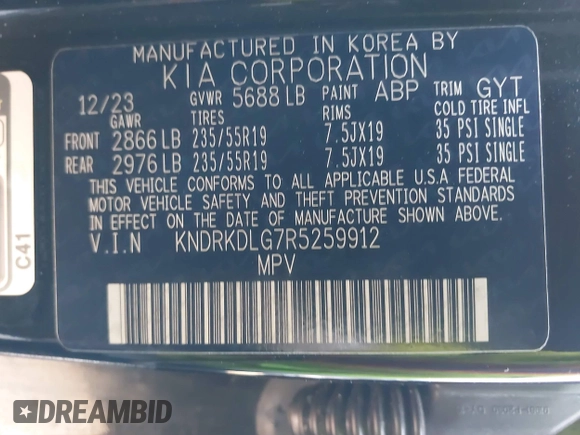 MANUFACTURED IN KOREA BY
KIA CORPORATION
12/23 GVWR 5688 LB PAINT ABP TRIM GYT
GAWR TIRES RIMS COLD TIRE INFL
FRONT 2866 LB 235/55R19 7.5JX19 35 PSI SINGLE
REAR 2976 LB 235/55R19 7.5JX19 35 PSI SINGLE
THIS VEHICLE CONFORMS TO ALL APPLICABLE U.S.A FEDERAL
MOTOR VEHICLE SAFETY AND THEFT PREVENTION STANDARDS
IN EFFECT ON THE DATE OF MANUFACTURE SHOWN ABOVE.
V.I.N KNDRKDLG7R5259912
MPV
C41
DREAMBID